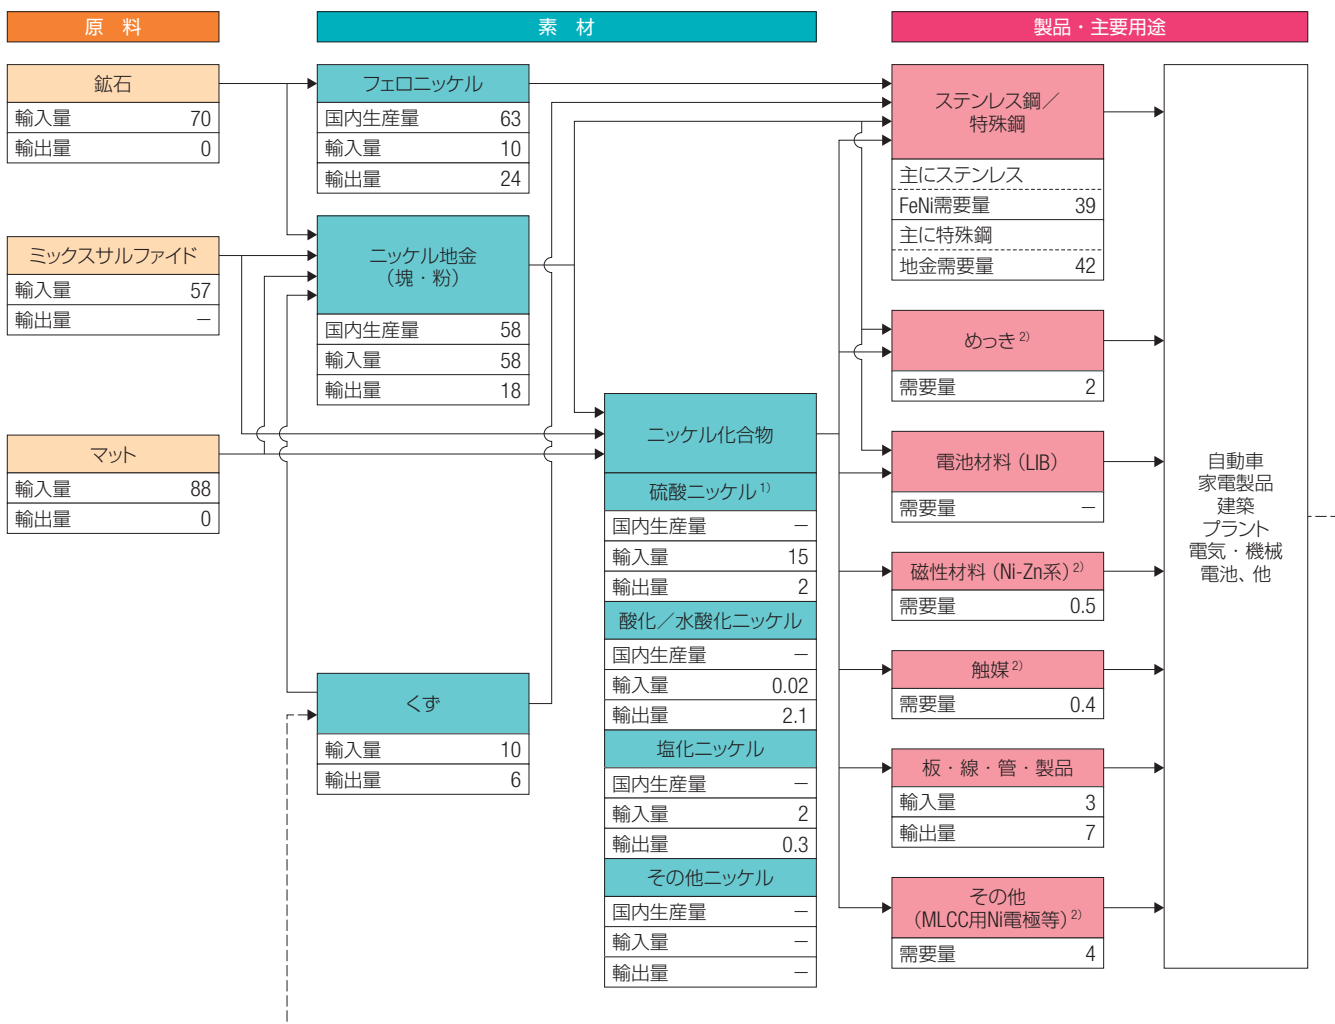 原 料
素 材
製品・主要用途
鉱石
輸入量 70
輸出量 0
ミックスサルファイド
輸入量 57
輸出量 －
マット
輸入量 88
輸出量 0
フェロニッケル
国内生産量 63
輸入量 10
輸出量 24
ニッケル地金
（塊・粉）
国内生産量 58
輸入量 58
輸出量 18
くず
輸入量 10
輸出量 6
ニッケル化合物
硫酸ニッケル 1)
国内生産量 －
輸入量 15
輸出量 2
酸化／水酸化ニッケル
国内生産量 －
輸入量 0.02
輸出量 2.1
塩化ニッケル
国内生産量 －
輸入量 2
輸出量 0.3
その他ニッケル
国内生産量 －
輸入量 －
輸出量 －
ステンレス鋼／
特殊鋼
主にステンレス
FeNi需要量 39
主に特殊鋼
地金需要量 42
めっき 2)
需要量 2
電池材料（LIB）
需要量 －
磁性材料（Ni-Zn系）2)
需要量 0.5
触媒 2)
需要量 0.4
板・線・管・製品
輸入量 3
輸出量 7
その他
（MLCC用Ni電極等）2)
需要量 4
自動車
家電製品
建築
プラント
電気・機械
電池、他